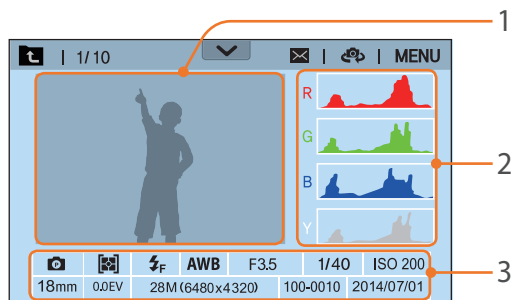 1
1/10 MENU
R
G
B
Y
2
P F AWB F3.5 1/40 ISO 200
3
18mm 0.0EV 28M (6480x4320) 100-0010 2014/07/01